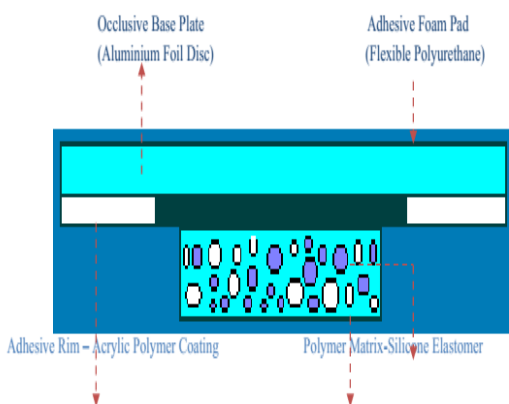 Occlusive Base Plate
(Aluminium Foil Disc)
Adhesive Foam Pad
(Flexible Polyurethane)
Adhesive Rim – Acrylic Polymer Coating
Polymer Matrix-Silicone Elastomer